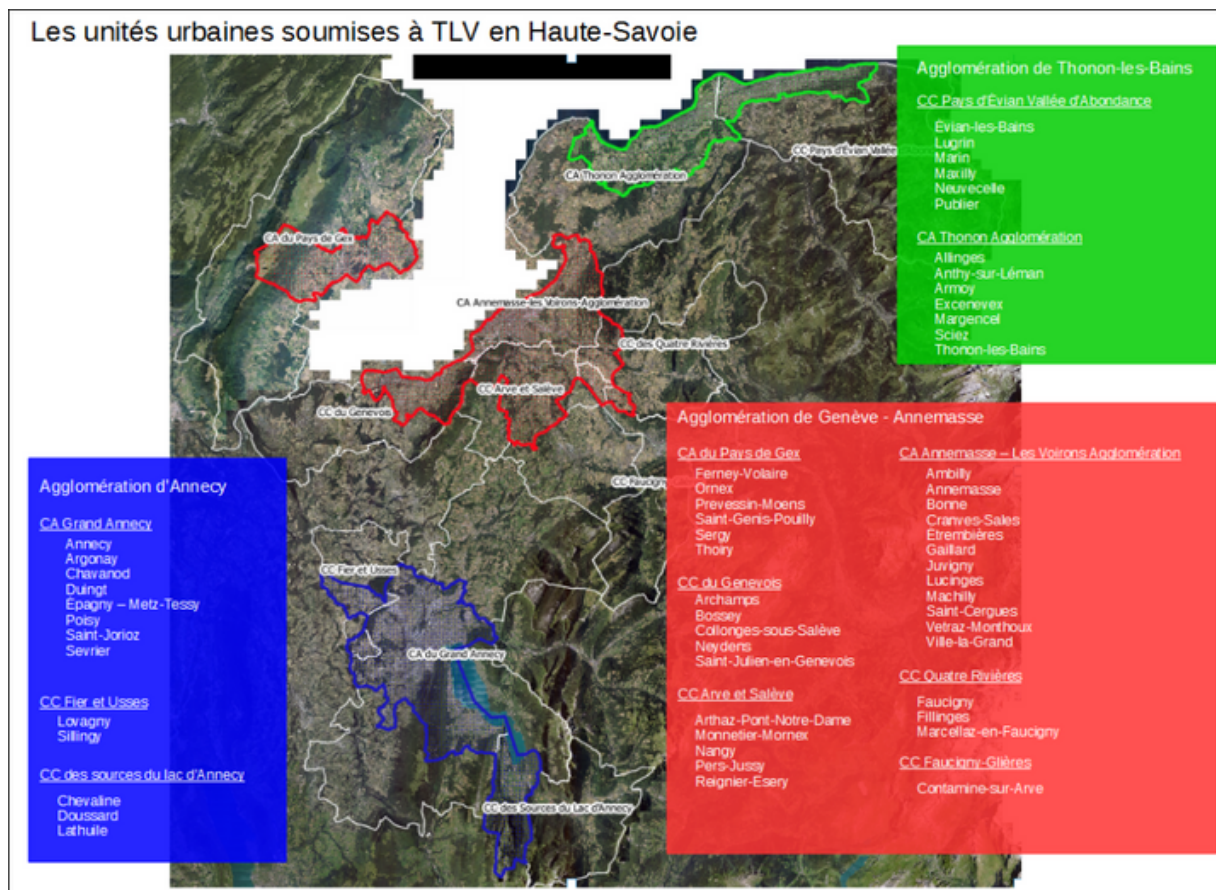 Les unités urbaines soumises à TLV en Haute-Savoie
Agglomération de Thonon-les-Bains
CC Pays d'Évian Vallée d'Abondance
Évian-les-Bains
Lugrin
Marin
Maxilly
Neuvecelle
Publier
CA Thonon Agglomération
Allinges
Anthy-sur-Léman
Armoy
Excenevex
Margencel
Sciez
Thonon-les-Bains
CC Pays d'Évian Vallée
CA Thonon Agglomération
CA du Pays de Gex
CA Annemasse-les Voirons-Agglomération
CC des Quatre Rivières
CC Arve et Salève
CC du Genevois
CC Faucigny
CC Fier et Usses
CA du Grand Annecy
CC des Sources du Lac d'Annecy
Agglomération d'Annecy
CA Grand Annecy
Annecy
Argonay
Chavanod
Duingt
Épagny – Metz-Tessy
Poisy
Saint-Jorioz
Sevrier
CC Fier et Usses
Lovagny
Sillingy
CC des sources du lac d'Annecy
Chevaline
Doussard
Lathuile
Agglomération de Genève - Annemasse
CA du Pays de Gex
Ferney-Volaire
Ornex
Prevessin-Moens
Saint-Genis-Pouilly
Sergy
Thoiry
CC du Genevois
Archamps
Bossey
Collonges-sous-Salève
Neydens
Saint-Julien-en-Genevois
CC Arve et Salève
Arthaz-Pont-Notre-Dame
Monnetier-Mornex
Nangy
Pers-Jussy
Reignier-Esery
CA Annemasse – Les Voirons Agglomération
Ambilly
Annemasse
Bonne
Cranves-Sales
Étrembières
Gaillard
Juvigny
Lucinges
Machilly
Saint-Cergues
Vetraz-Monthoux
Ville-la-Grand
CC Quatre Rivières
Faucigny
Fillinges
Marcellaz-en-Faucigny
CC Faucigny-Glières
Contamine-sur-Arve